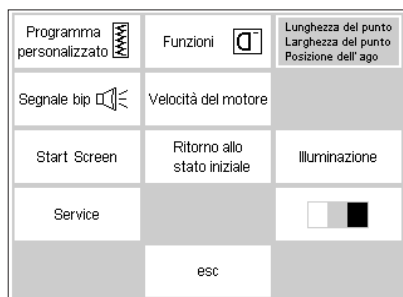 Programma
personalizzato
Funzioni
Lunghezza del punto
Larghezza del punto
Posizione dell'ago
Segnale bip
Velocità del motore
Start Screen
Ritorno allo
stato iniziale
Illuminazione
Service
esc